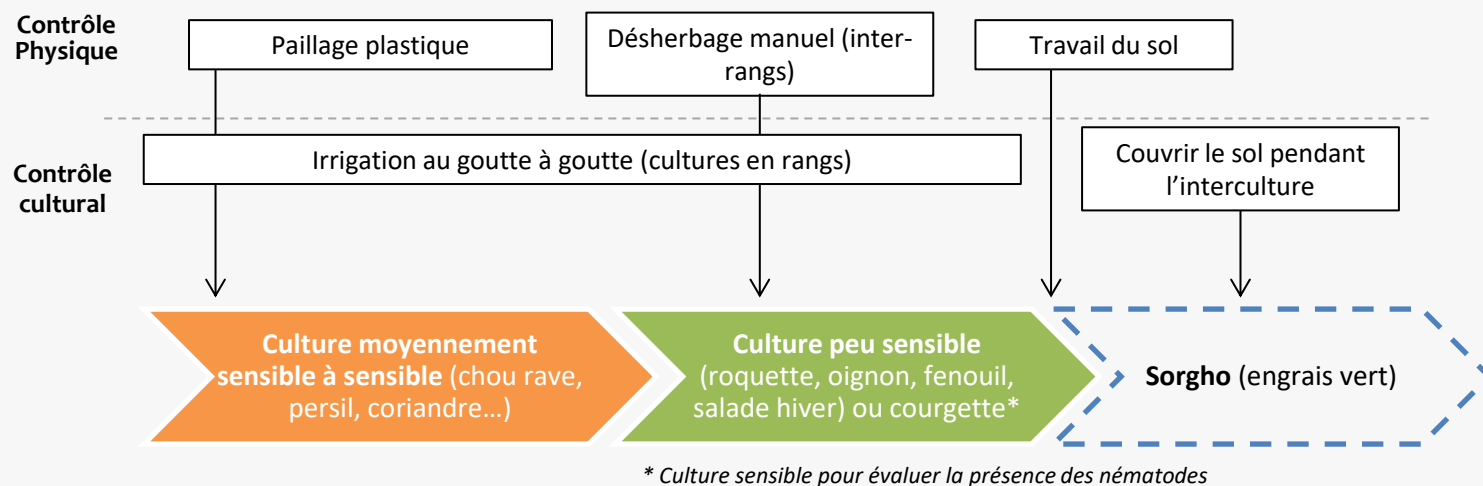 Contrôle
Physique
Paillage plastique
Désherbage manuel (inter-
rangs)
Travail du sol
Contrôle
cultural
Irrigation au goutte à goutte (cultures en rangs)
Couvrir le sol pendant
l’interculture
Culture moyennement
sensible à sensible (chou rave,
persil, coriandre…)
Culture peu sensible
(roquette, oignon, fenouil,
salade hiver) ou courgette*
Sorgho (engrais vert)
* Culture sensible pour évaluer la présence des nématodes